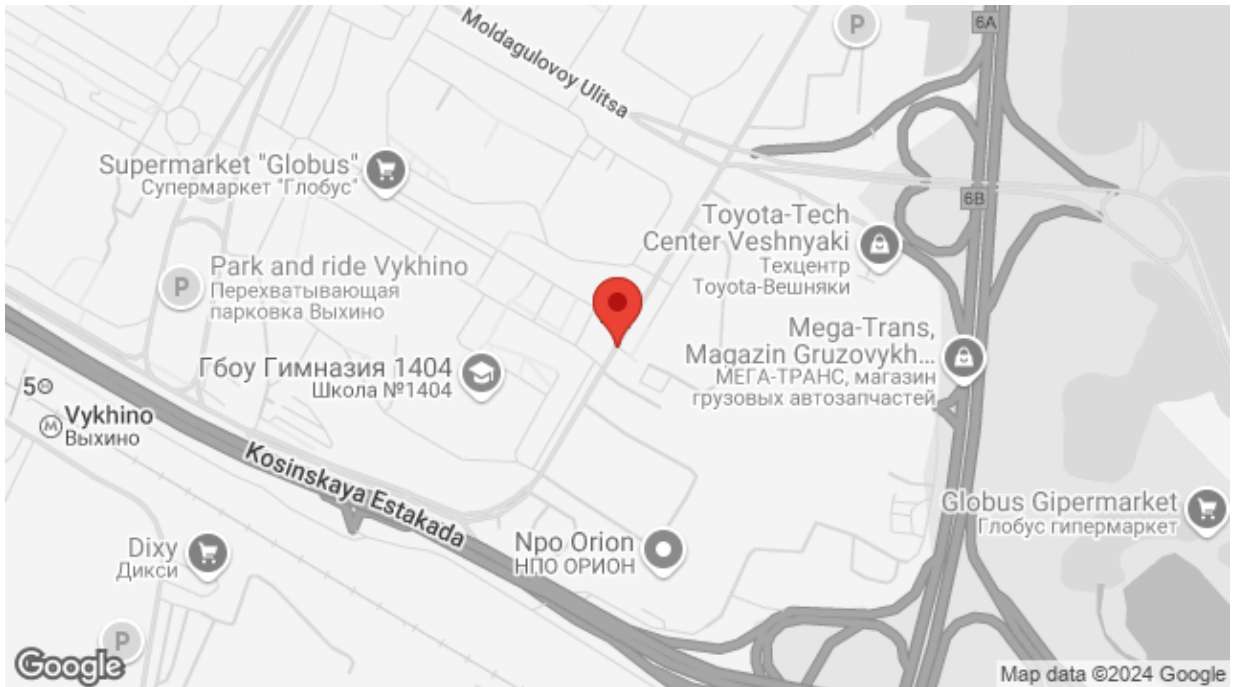 Moldagulovoy Ulitsa
P
6A
Supermarket "Globus"
Супермаркет "Глобус"
6B
Toyota-Tech
Center Veshnyaki
Техцентр
Toyota-Вешняки
P
Park and ride Vykhino
Перехватывающая
парковка Выхино
Mega-Trans,
Magazin Gruzovykh...
МЕГА-ТРАНС, магазин
грузовых автозапчастей
Гбоу Гимназия 1404
Школа №1404
5
M
Vykhino
Выхино
Kosinskaya Estakada
Globus Gipermarket
Глобус гипермаркет
Npo Orion
НПО ОРИОН
Dixy
Дикси
P
Google
Map data ©2024 Google